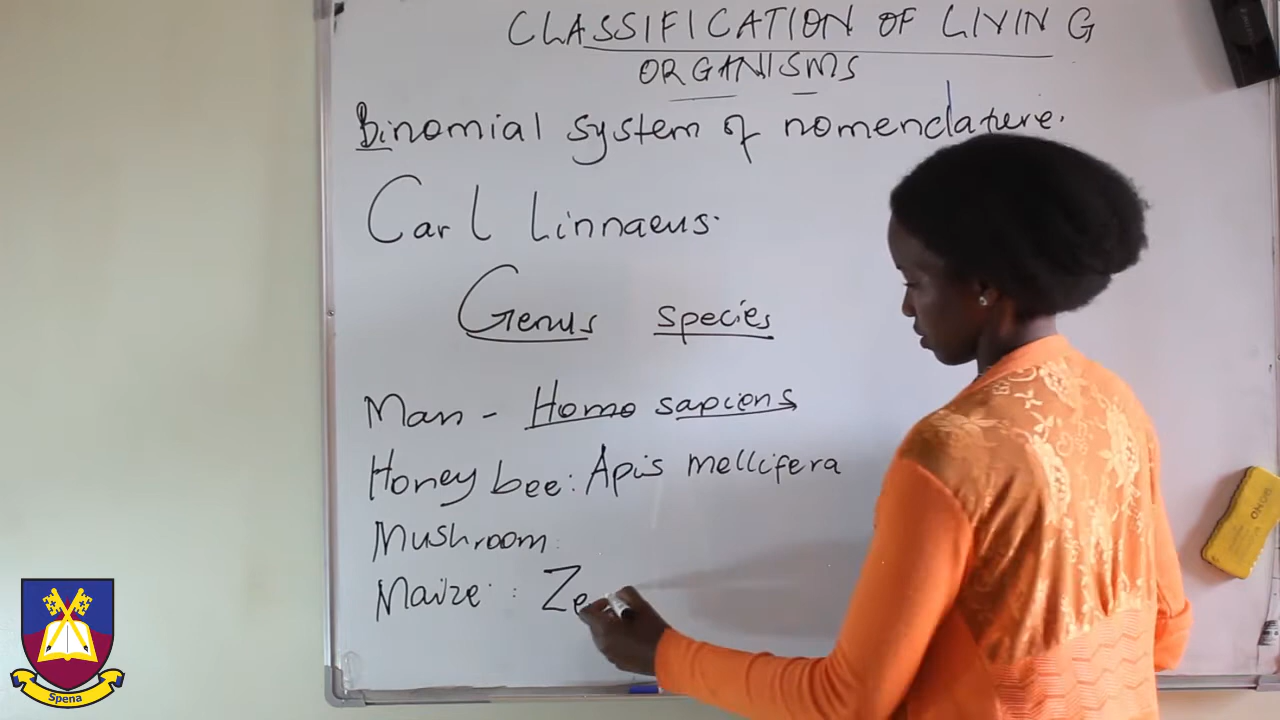 CLASSIFICATION OF LIVING
ORGANISMS
Binomial system of nomenclature.
Carl Linnaeus.
Genus species
Man - Homo sapiens
Honey bee: Apis mellifera
Mushroom:
Maize: Ze
Spena